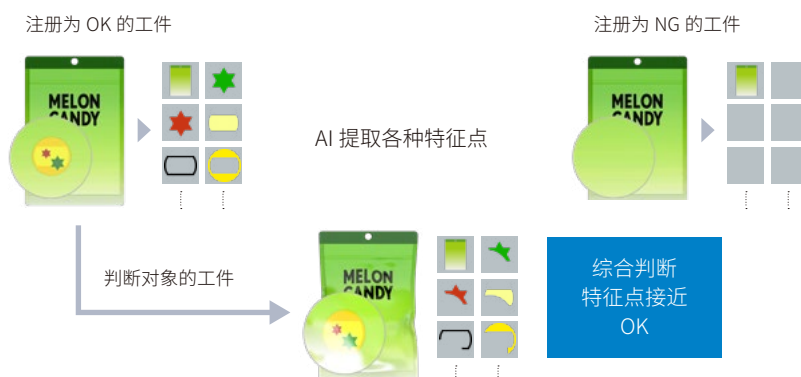 注册为 OK 的工件
注册为 NG 的工件
MELON
CANDY
MELON
CANDY
AI 提取各种特征点
判断对象的工件
MELON
CANDY
综合判断
特征点接近
OK